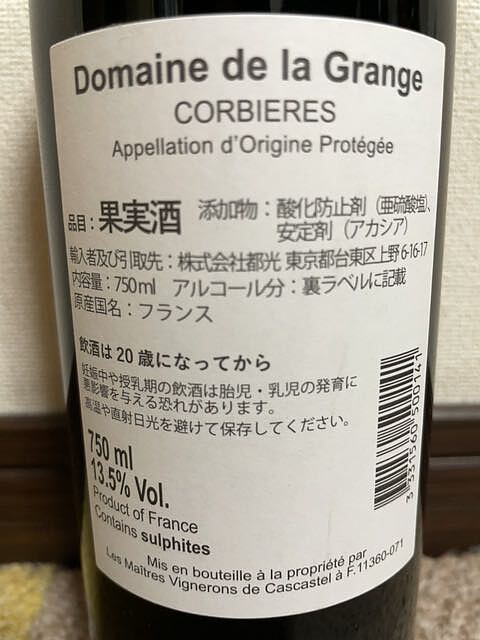 Domaine de la Grange
CORBIERES
Appellation d'Origine Protégée
品目：果実酒 添加物：酸化防止剤（亜硫酸塩）、
安定剤（アカシア）
輸入者及び引取先：株式会社都光 東京都台東区上野6-16-17
内容量：750ml アルコール分：裏ラベルに記載
原産国名：フランス
飲酒は20歳になってから
妊娠中や授乳期の飲酒は胎児・乳児の発育に
悪影響を与える恐れがあります。
高温や直射日光を避けて保存してください。
750 ml
13.5% Vol.
Product of France
Contains sulphites
Mis en bouteille à la propriété par
Les Maîtres Vignerons de Cascastel à F.11360-071
3 331560 500141